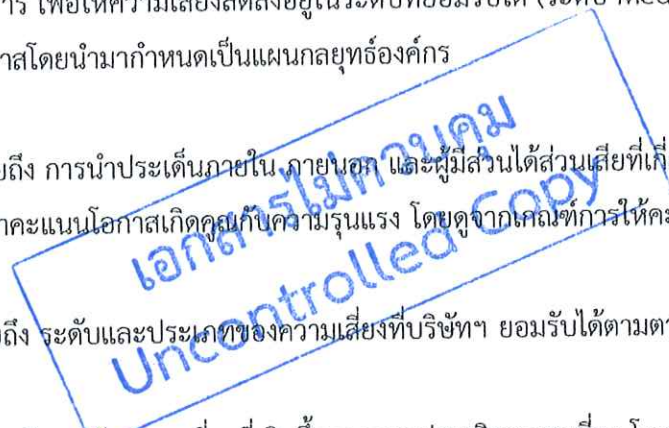 เพื่อให้ความเสี่ยงลดลงอยู่ในระดับที่ยอมรับได้ (ระดับ
าสโดยนำมากำหนดเป็นแผนกลยุทธ์องค์กร
ยถึง การนำประเด็นภายใน ภายนอก และผู้มีส่วนได้ส่วนเสียที่เกี่
าคะแนนโอกาสเกิดคูณกับความรุนแรง โดยดูจากเกณฑ์การให้คะ
เอกสารไม่ควบคุม
Uncontrolled Copy
ยถึง ระดับและประเภทของความเสี่ยงที่บริษัทฯ ยอมรับได้ตามตา